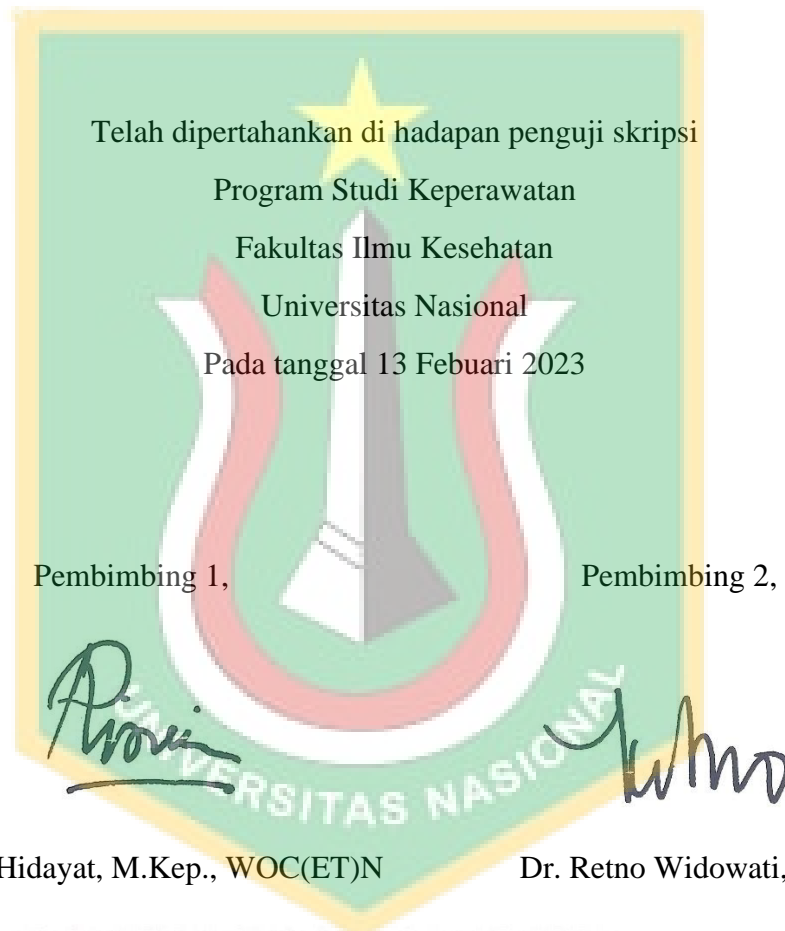 Telah dipertahankan di hadapan penguji skripsi
Program Studi Keperawatan
Fakultas Ilmu Kesehatan
Universitas Nasional
Pada tanggal 13 Febuari 2023
Pembimbing 1, Pembimbing 2,
UNIVERSITAS NASIONAL
Hidayat, M.Kep., WOC(ET)N Dr. Retno Widowati,